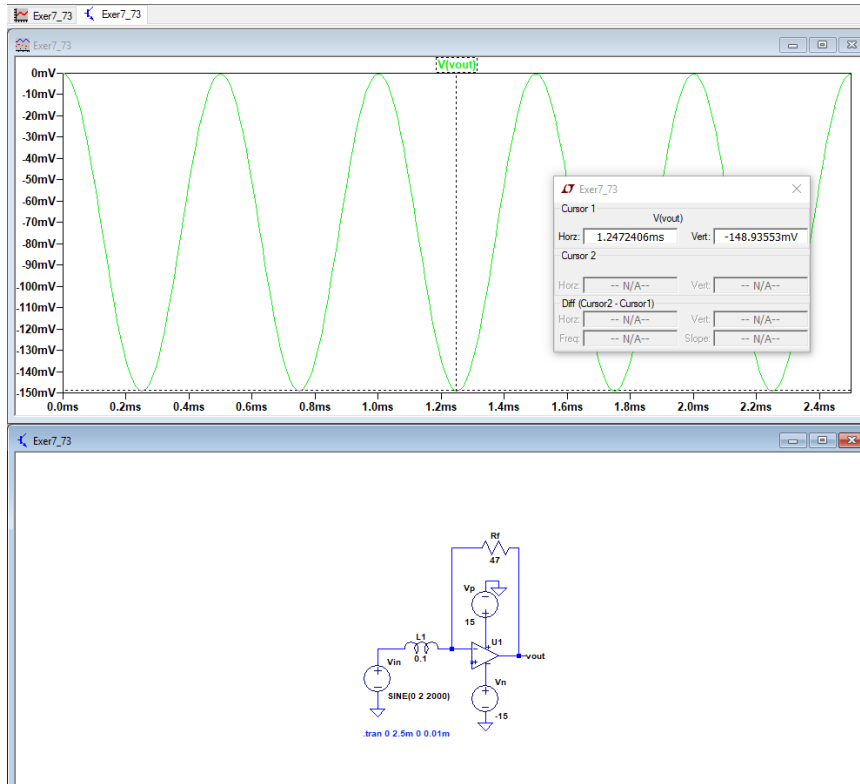 Exer7_73 Exer7_73
Exer7_73
V(vout)
0mV
-10mV
-20mV
-30mV
-40mV
-50mV
-60mV
-70mV
-80mV
-90mV
-100mV
-110mV
-120mV
-130mV
-140mV
-150mV
0.0ms 0.2ms 0.4ms 0.6ms 0.8ms 1.0ms 1.2ms 1.4ms 1.6ms 1.8ms 2.0ms 2.2ms 2.4ms
Exer7_73
Cursor 1
V(vout)
Horz: 1.2472406ms Vert: -148.93553mV
Cursor 2
Horz: -- N/A-- Vert: -- N/A--
Diff (Cursor2 - Cursor1)
Horz: -- N/A-- Vert: -- N/A--
Freq: -- N/A-- Slope: -- N/A--
Exer7_73
Rf
47
Vp
15
L1
0.1
U1
vout
Vin
SINE(0 2 2000)
Vn
-15
.tran 0 2.5m 0 0.01m